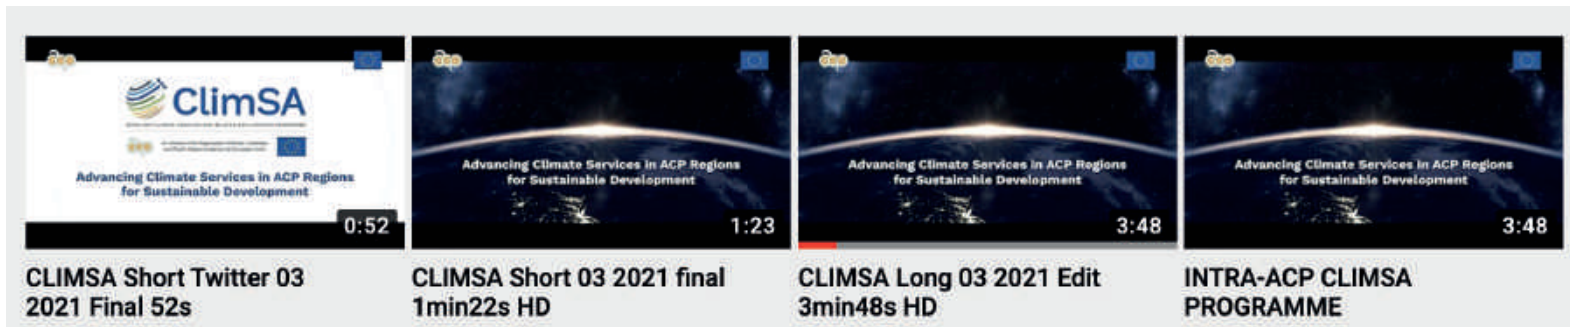 ClimSA
Advancing Climate Services in ACP Regions
for Sustainable Development
0:52
CLIMSA Short Twitter 03
2021 Final 52s
Advancing Climate Services in ACP Regions
for Sustainable Development
1:23
CLIMSA Short 03 2021 final
1min22s HD
Advancing Climate Services in ACP Regions
for Sustainable Development
3:48
CLIMSA Long 03 2021 Edit
3min48s HD
Advancing Climate Services in ACP Regions
for Sustainable Development
3:48
INTRA-ACP CLIMSA
PROGRAMME